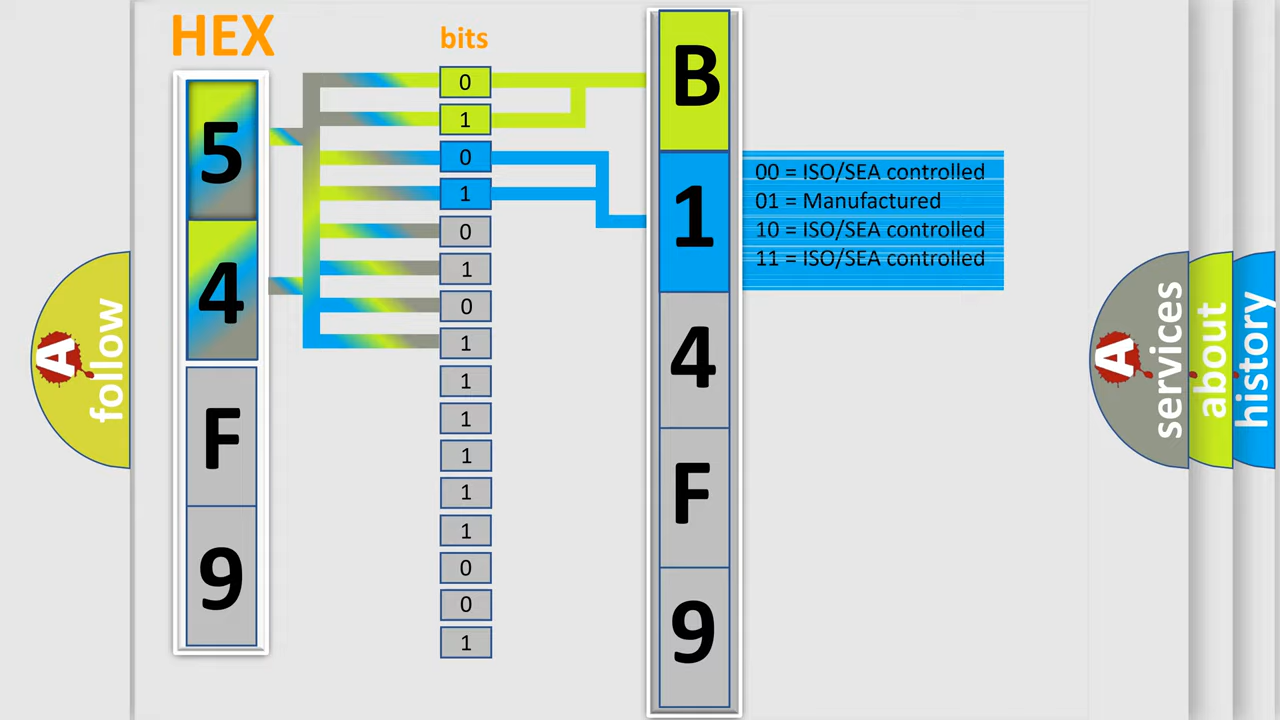 HEX
bits
5
4
F
9
0
1
0
1
0
1
0
1
1
1
1
1
1
0
0
1
B
1
4
F
9
00 = ISO/SEA controlled
01 = Manufactured
10 = ISO/SEA controlled
11 = ISO/SEA controlled
A
follow
A
services
about
history